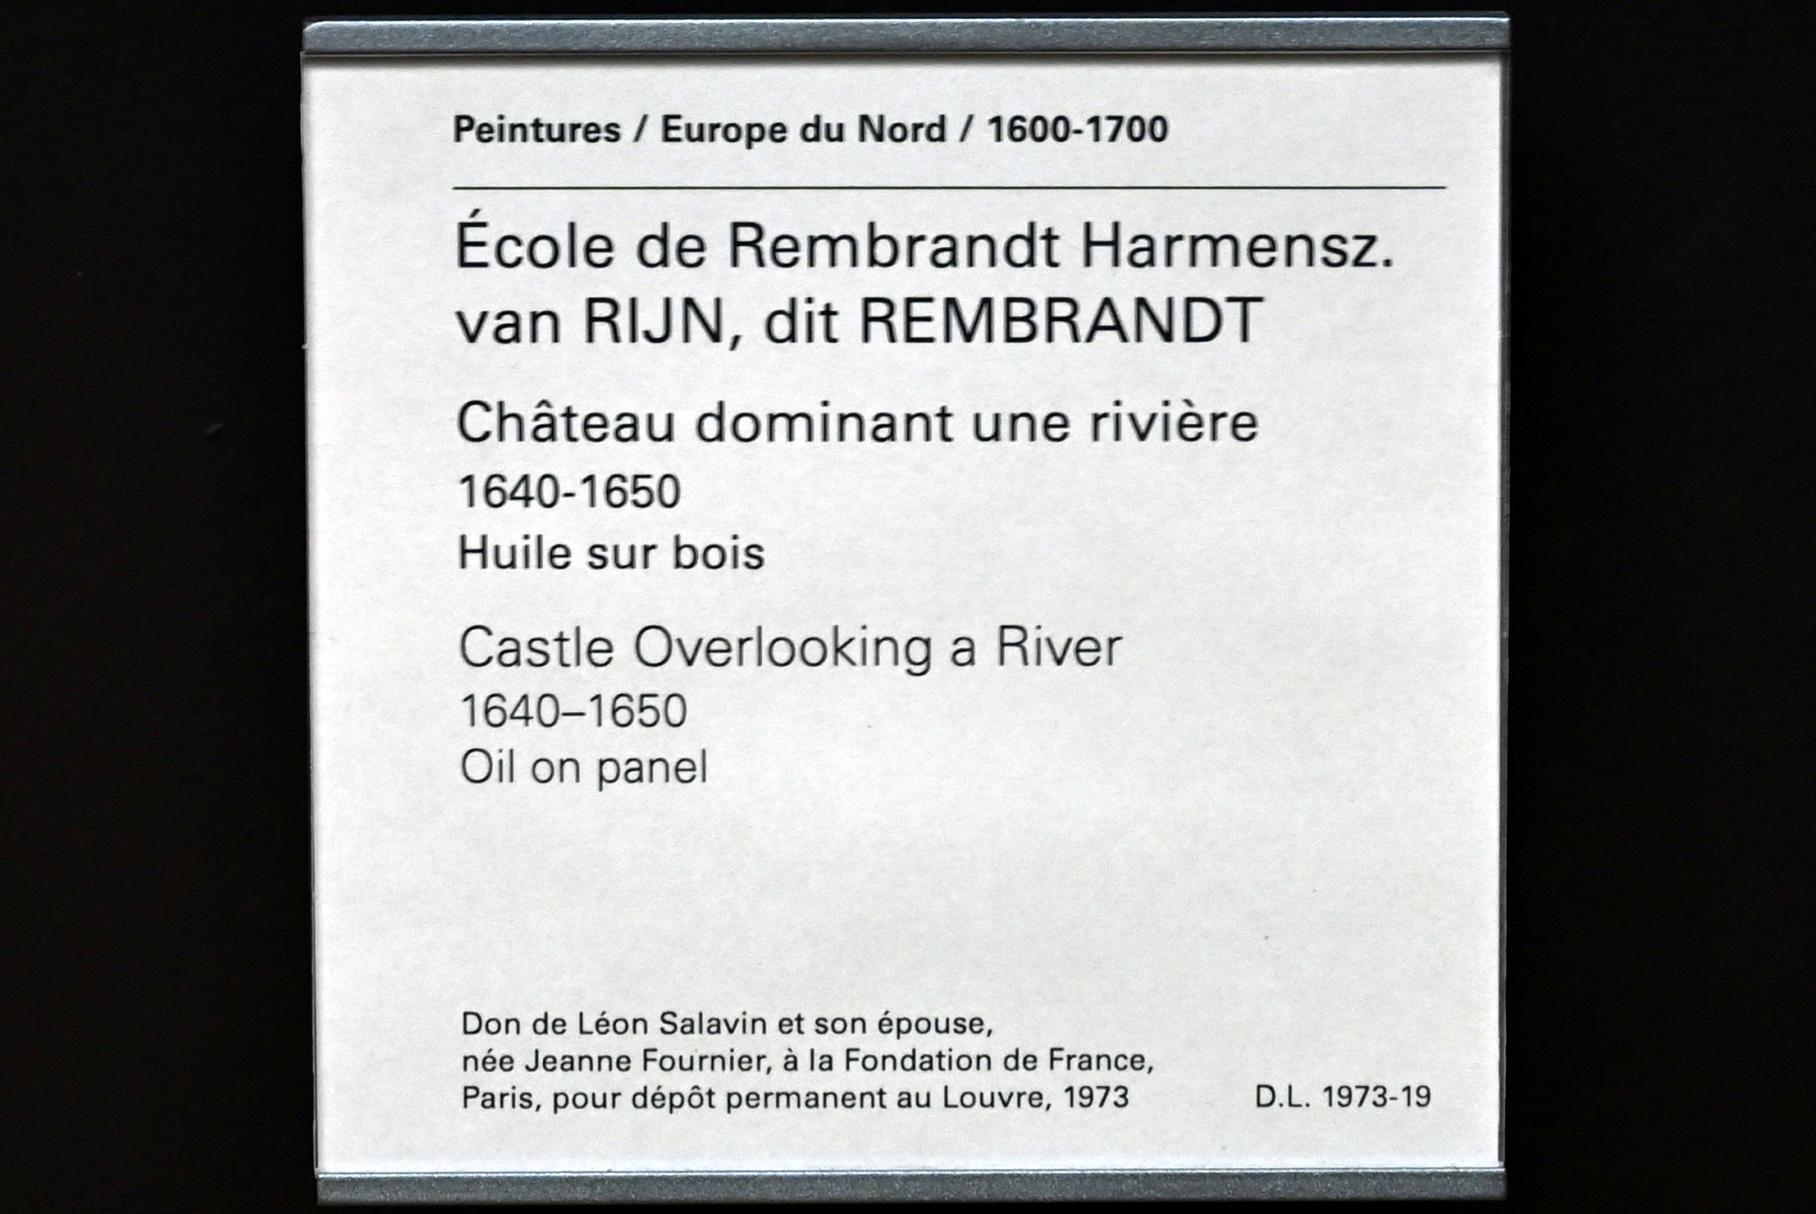 Peintures / Europe du Nord / 1600-1700
École de Rembrandt Harmensz.
van RIJN, dit REMBRANDT
Château dominant une rivière
1640-1650
Huile sur bois
Castle Overlooking a River
1640–1650
Oil on panel
Don de Léon Salavin et son épouse,
née Jeanne Fournier, à la Fondation de France,
Paris, pour dépôt permanent au Louvre, 1973 D.L. 1973-19